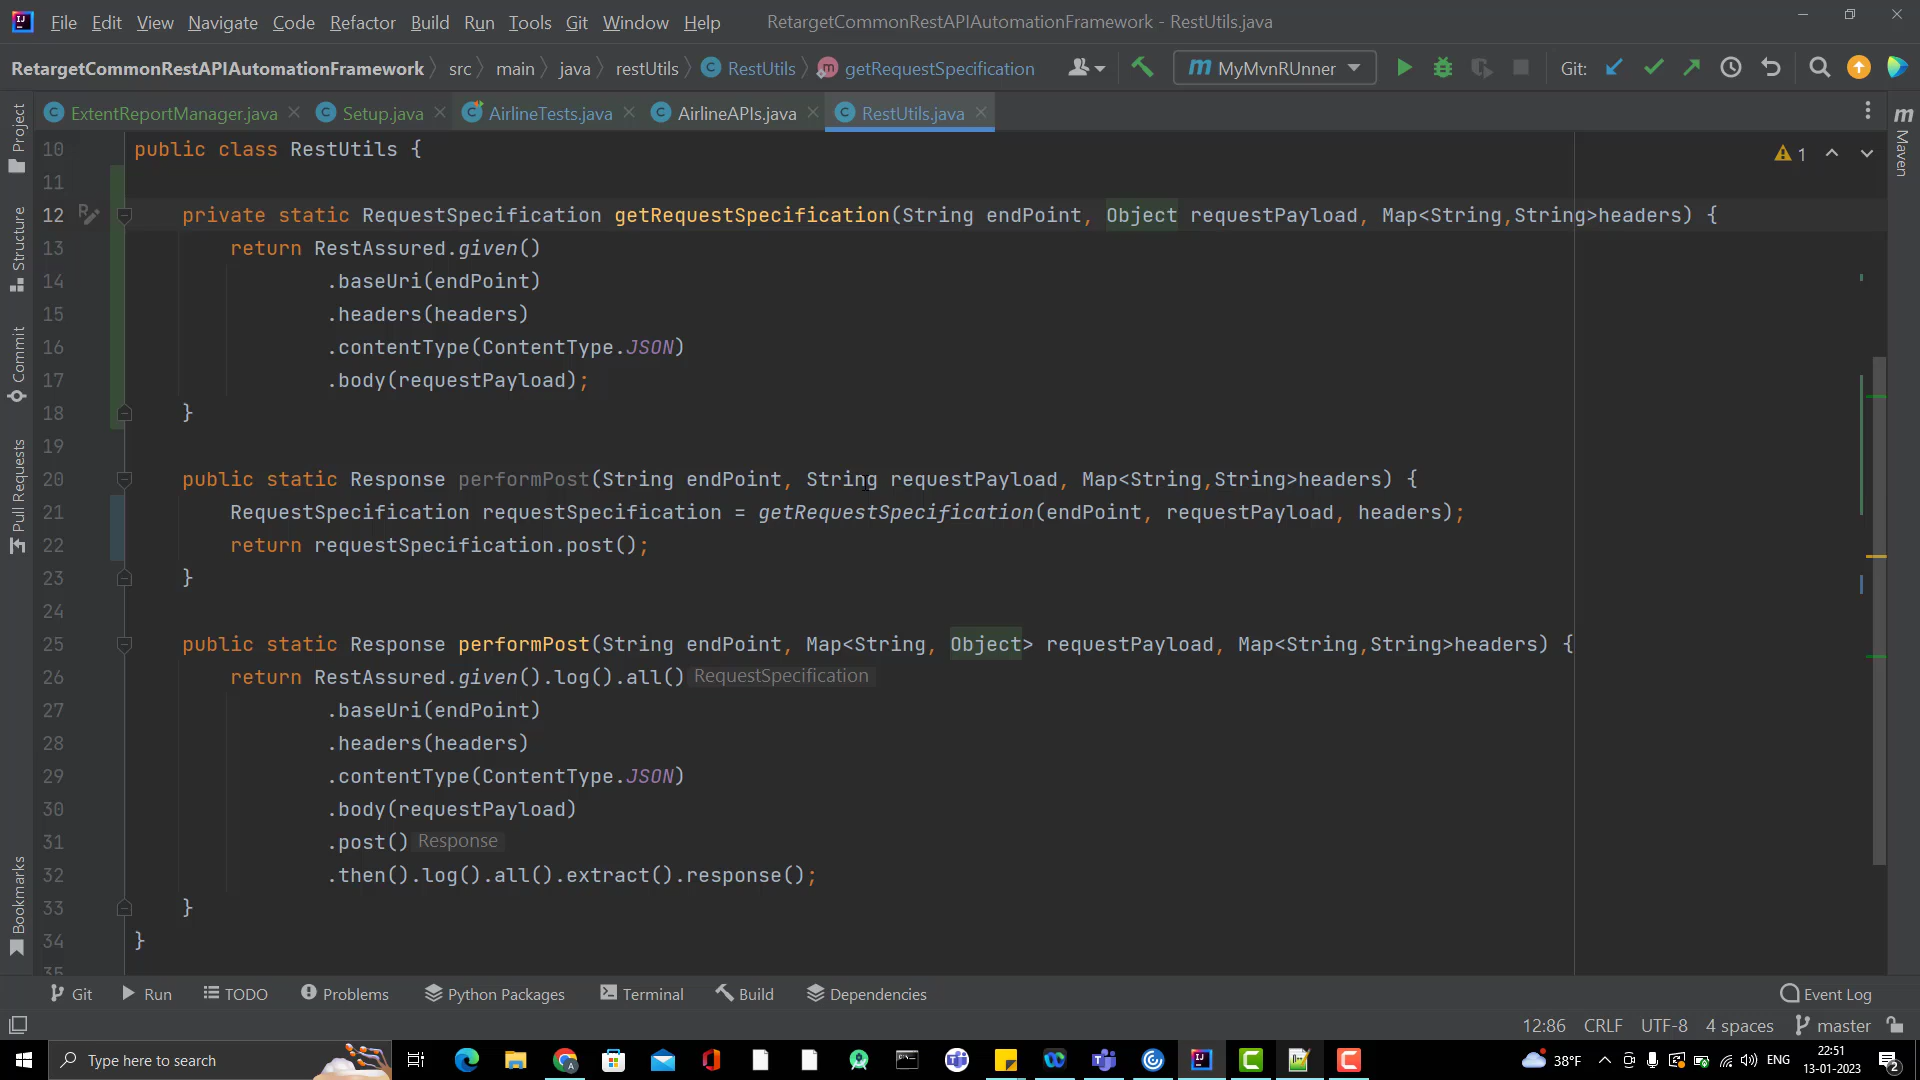 File Edit View Navigate Code Refactor Build Run Tools Git Window Help RetargetCommonRestAPIAutomationFramework - RestUtils.java
RetargetCommonRestAPIAutomationFramework src main java restUtils RestUtils getRequestSpecification MyMvnRUnner Git:
ExtentReportManager.java Setup.java AirlineTests.java AirlineAPIs.java RestUtils.java
10 public class RestUtils {
1
11
12 private static RequestSpecification getRequestSpecification(String endPoint, Object requestPayload, Map<String,String>headers) {
13 return RestAssured.given()
14 .baseUri(endPoint)
15 .headers(headers)
16 .contentType(ContentType.JSON)
17 .body(requestPayload);
18 }
19
20 public static Response performPost(String endPoint, String requestPayload, Map<String,String>headers) {
21 RequestSpecification requestSpecification = getRequestSpecification(endPoint, requestPayload, headers);
22 return requestSpecification.post();
23 }
24
25 public static Response performPost(String endPoint, Map<String, Object> requestPayload, Map<String,String>headers) {
26 return RestAssured.given().log().all() RequestSpecification
27 .baseUri(endPoint)
28 .headers(headers)
29 .contentType(ContentType.JSON)
30 .body(requestPayload)
31 .post() Response
32 .then().log().all().extract().response();
33 }
34 }
35
Project
Structure
Commit
Pull Requests
Bookmarks
m
Maven
Git Run TODO Problems Python Packages Terminal Build Dependencies Event Log
12:86 CRLF UTF-8 4 spaces master
Type here to search
38°F ENG 22:51
13-01-2023
2